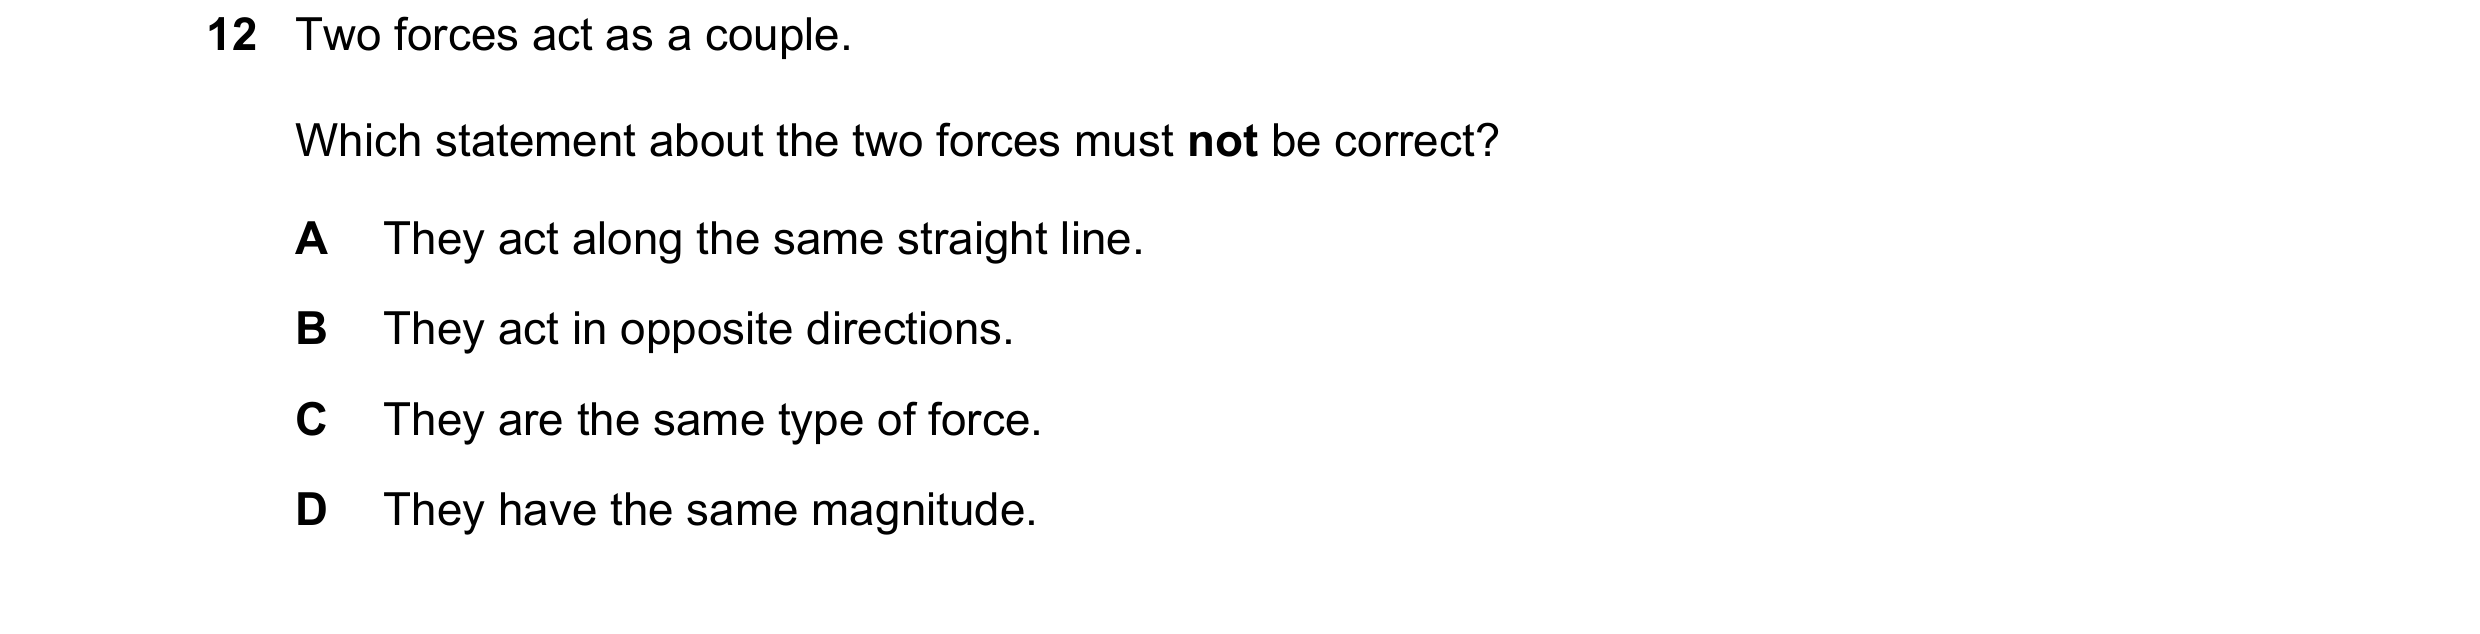 12 Two forces act as a couple.
Which statement about the two forces must not be correct?
A They act along the same straight line.
B They act in opposite directions.
C They are the same type of force.
D They have the same magnitude.